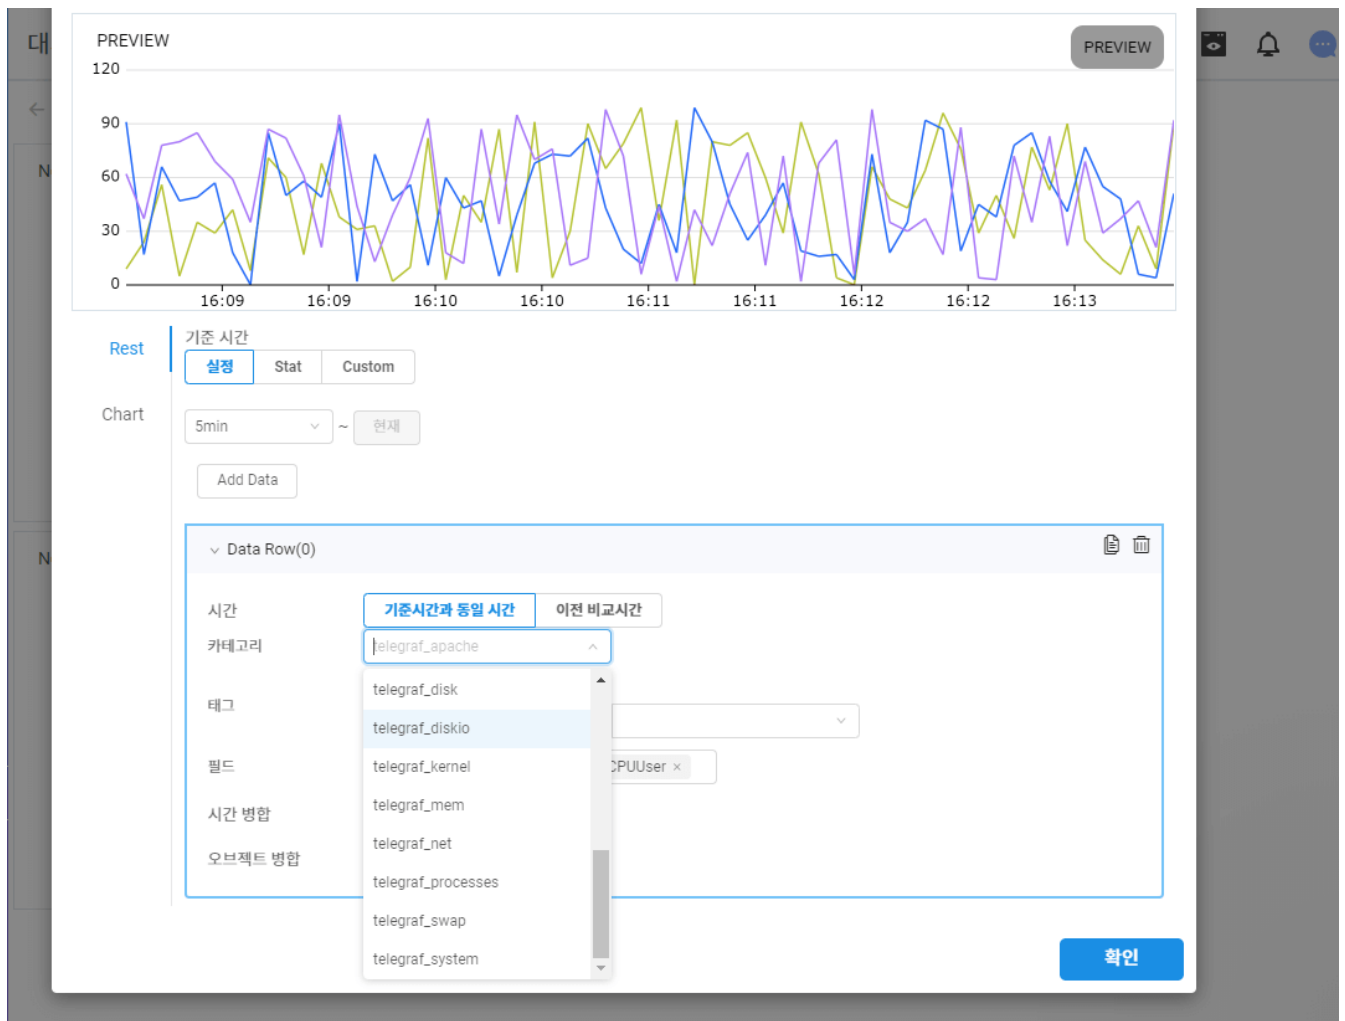 대
PREVIEW
PREVIEW
120
90
60
30
0
16:09 16:09 16:10 16:10 16:11 16:11 16:12 16:12 16:13
N
Rest
기준 시간
실정 Stat Custom
Chart
5min ~ 현재
Add Data
N
Data Row(0)
시간 기준시간과 동일 시간 이전 비교시간
카테고리 telegraf_apache
telegraf_disk
태그
telegraf_diskio
필드 telegraf_kernel CPUUser ×
telegraf_mem
시간 병합
telegraf_net
오브젝트 병합
telegraf_processes
telegraf_swap
telegraf_system
확인